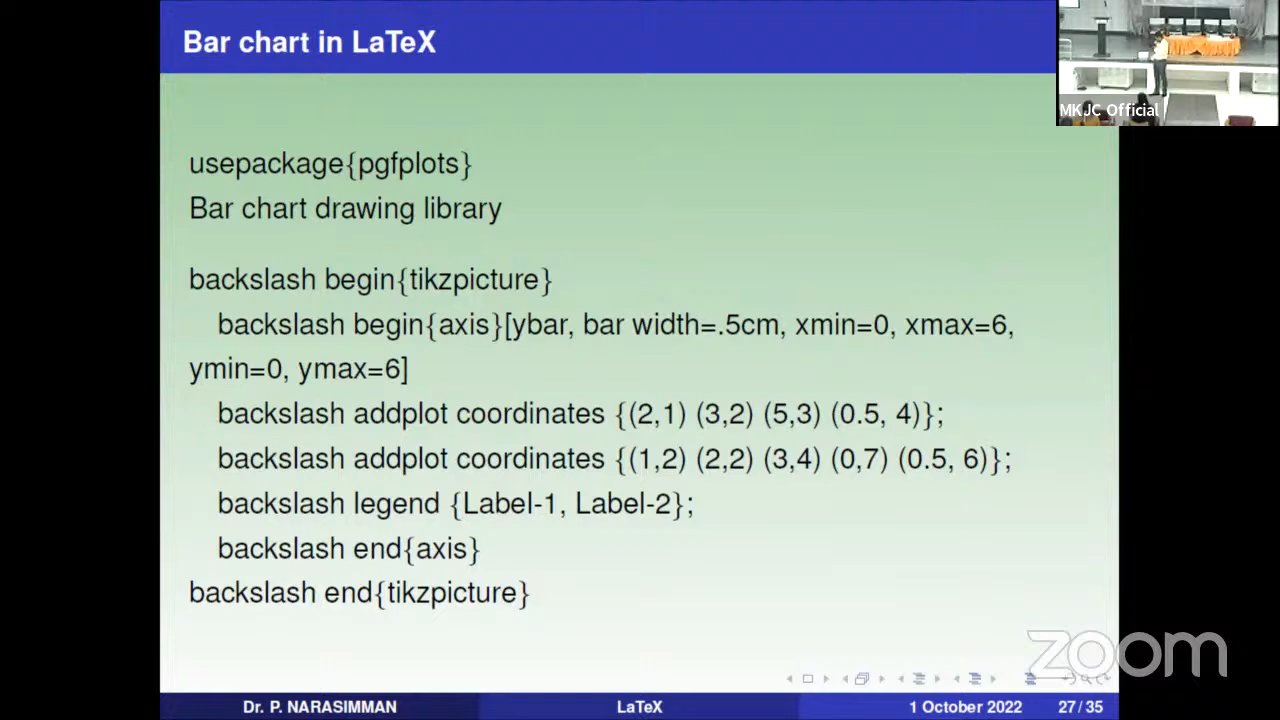 Bar chart in LaTeX
MKJC Official
usepackage{pgfplots}
Bar chart drawing library
backslash begin{tikzpicture}
backslash begin{axis}[ybar, bar width=.5cm, xmin=0, xmax=6,
ymin=0, ymax=6]
backslash addplot coordinates {(2,1) (3,2) (5,3) (0.5, 4)};
backslash addplot coordinates {(1,2) (2,2) (3,4) (0,7) (0.5, 6)};
backslash legend {Label-1, Label-2};
backslash end{axis}
backslash end{tikzpicture}
zoom
Dr. P. NARASIMMAN LaTeX 1 October 2022 27/35